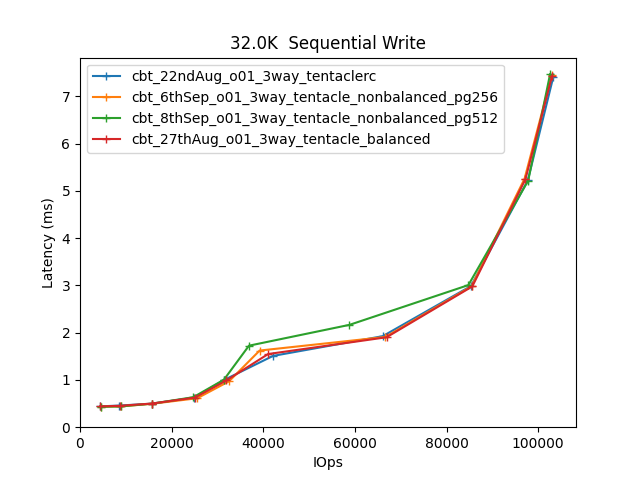 32.0K  Sequential Write
cbt_22ndAug_o01_3way_tentaclerc
cbt_6thSep_o01_3way_tentacle_nonbalanced_pg256
cbt_8thSep_o01_3way_tentacle_nonbalanced_pg512
cbt_27thAug_o01_3way_tentacle_balanced
Latency (ms)
7
6
5
4
3
2
1
0
0 20000 40000 60000 80000 100000
IOps